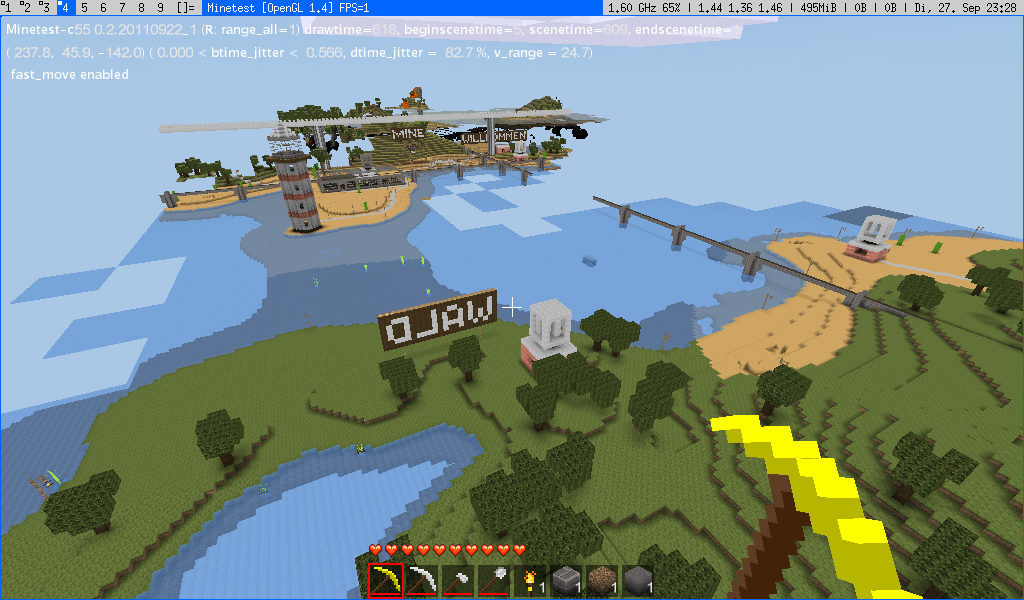 °1 °2 °3 °4 5 6 7 8 9 []= Minetest [OpenGL 1.4] FPS=1 1.60 GHz 65% | 1.44 1.36 1.46 | 495MiB | 0B | 0B | Di, 27. Sep 23:28
Minetest-c55 0.2.20110922_1 (R: range_all=1) drawtime=618, beginscenetime=5, scenetime=609, endscenetime=
( 237.8, 45.9, -142.0) ( 0.000 < btime_jitter < 0.566, dtime_jitter = 82.7 %, v_range = 24.7)
fast_move enabled
MINE
WILLKOMMEN
OJAW
1 1 1 1